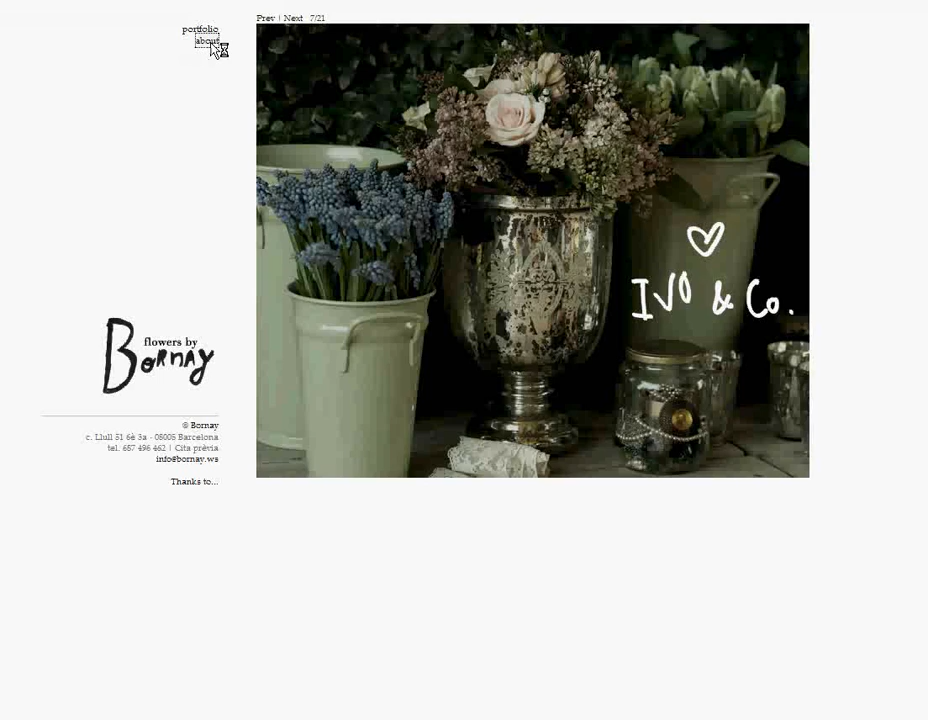 portfolio
about
Prev | Next 7/21
IVO & Co.
flowers by
BORNAY
© Bornay
c. Llull 51 6è 3a - 08005 Barcelona
tel. 657 496 462 | Cita prèvia
info@bornay.ws
Thanks to...